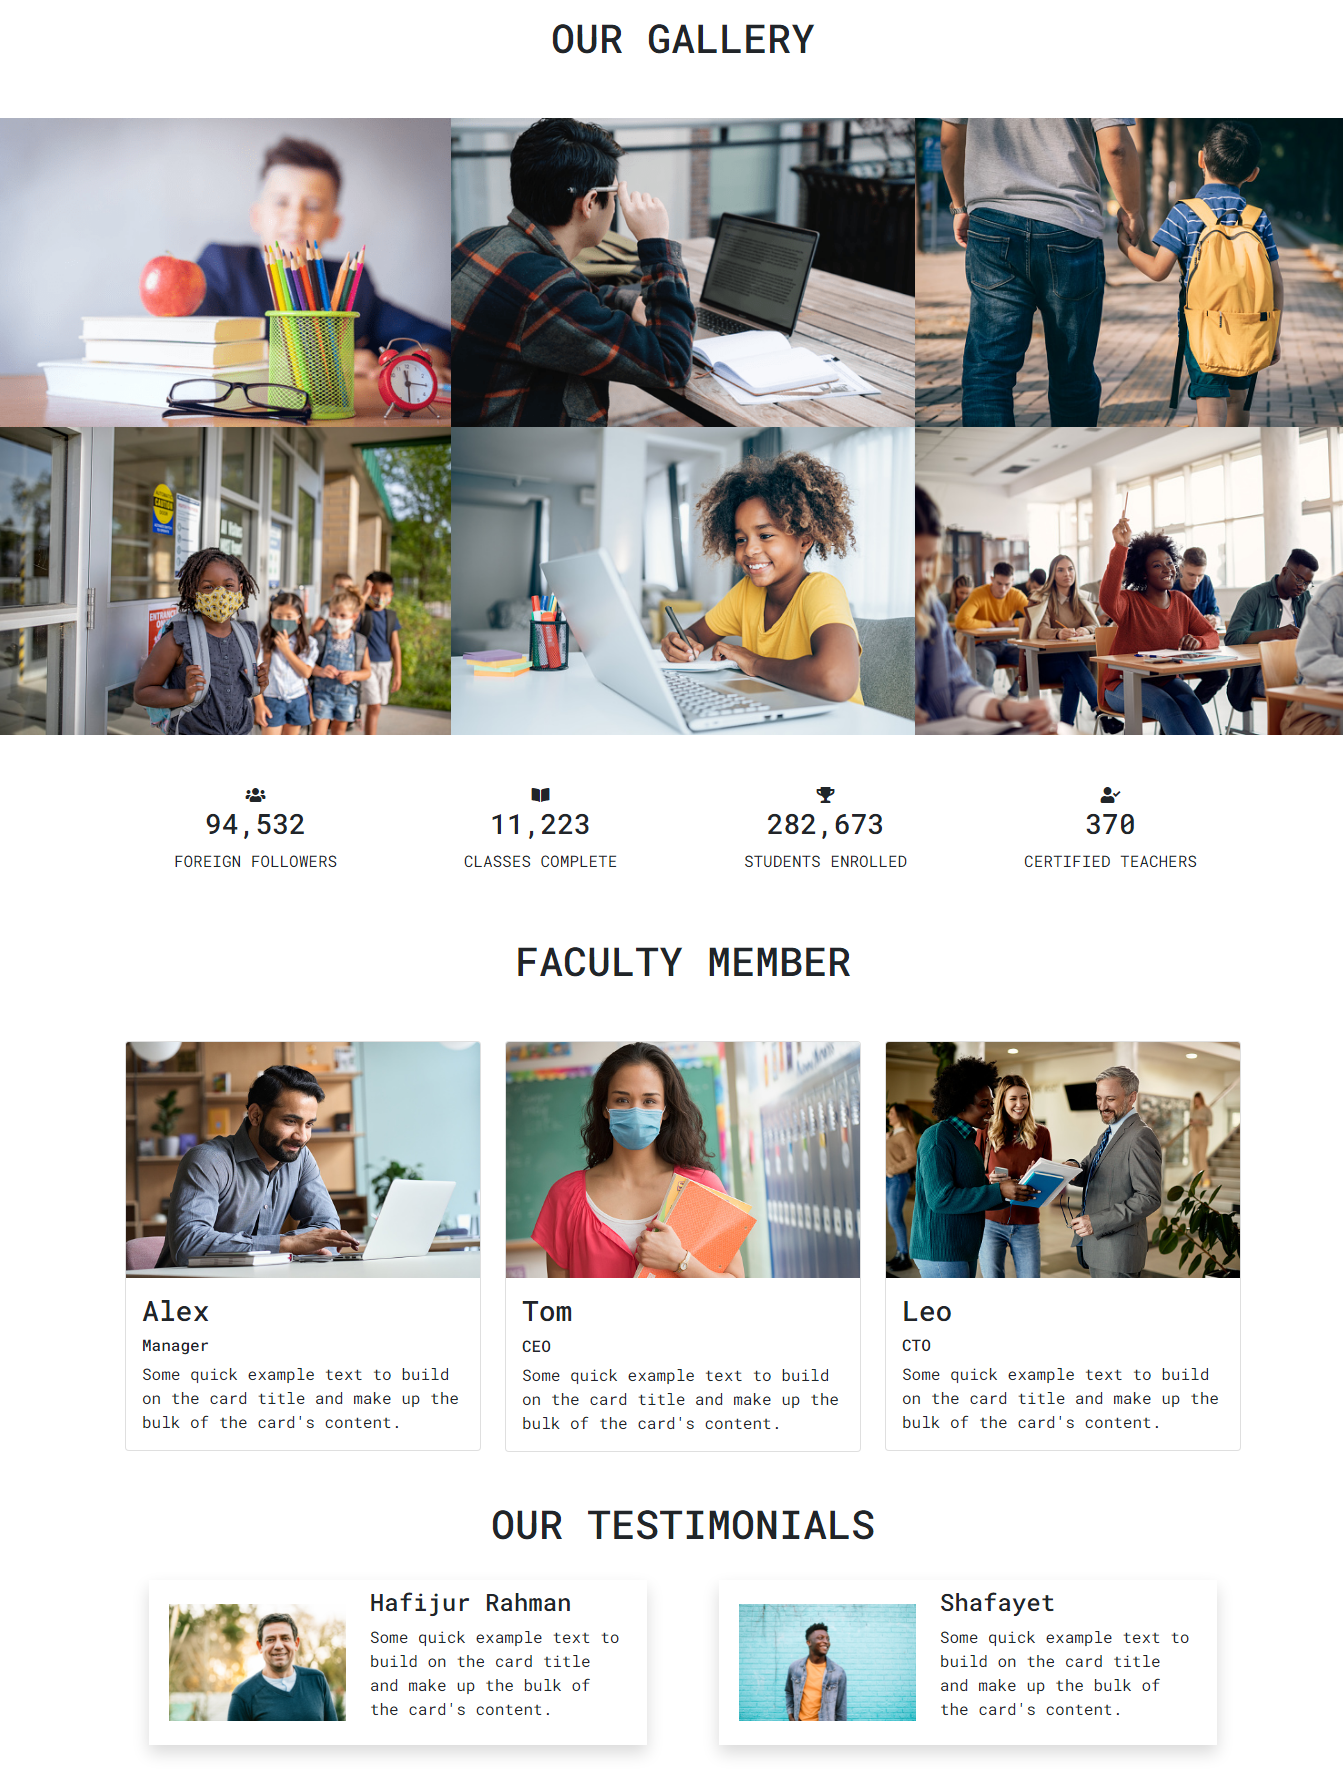 OUR GALLERY
CAUTION
94,532
11,223
282,673
370
FOREIGN FOLLOWERS
CLASSES COMPLETE
STUDENTS ENROLLED
CERTIFIED TEACHERS
FACULTY MEMBER
Alex
Manager
Some quick example text to build
on the card title and make up the
bulk of the card's content.
Tom
CEO
Some quick example text to build
on the card title and make up the
bulk of the card's content.
Leo
CTO
Some quick example text to build
on the card title and make up the
bulk of the card's content.
OUR TESTIMONIALS
Hafijur Rahman
Some quick example text to
build on the card title
and make up the bulk of
the card's content.
Shafayet
Some quick example text to
build on the card title
and make up the bulk of
the card's content.